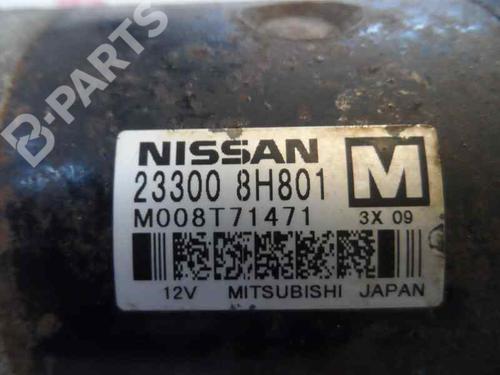 B-PARTS
NISSAN
23300 8H801
M008T71471
M
3X 09
12V MITSUBISHI JAPAN